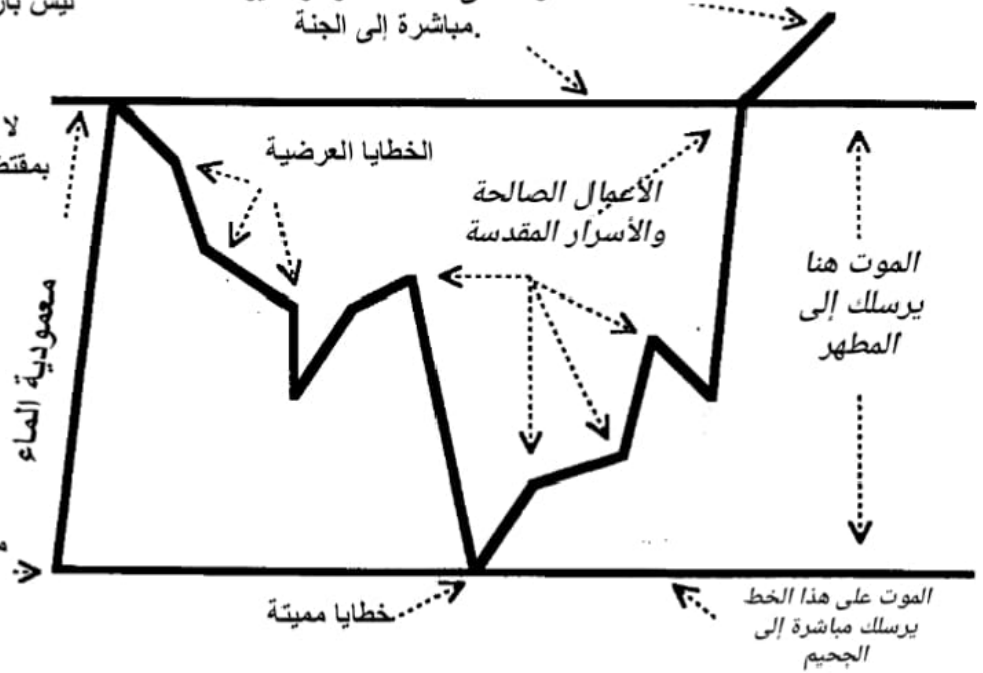 ليس
مباشرة إلى الجنة.
الخطايا العرضية
الأعمال الصالحة
والأسرار المقدسة
الموت هنا
يرسلك إلى
المطهر
معمودية الماء
خطايا مميتة
الموت على هذا الخط
يرسلك مباشرة إلى
الجحيم